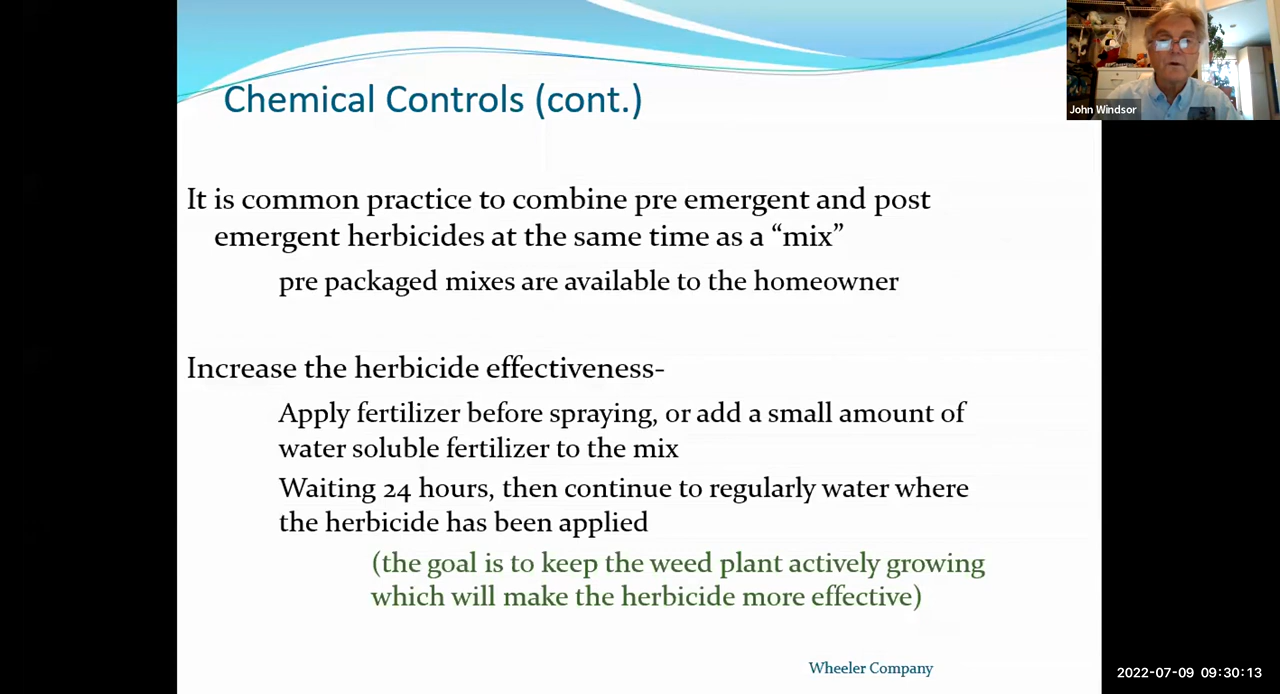 John Windsor
Chemical Controls (cont.)
It is common practice to combine pre emergent and post
emergent herbicides at the same time as a “mix”
pre packaged mixes are available to the homeowner
Increase the herbicide effectiveness-
Apply fertilizer before spraying, or add a small amount of
water soluble fertilizer to the mix
Waiting 24 hours, then continue to regularly water where
the herbicide has been applied
(the goal is to keep the weed plant actively growing
which will make the herbicide more effective)
Wheeler Company
2022-07-09 09:30:13